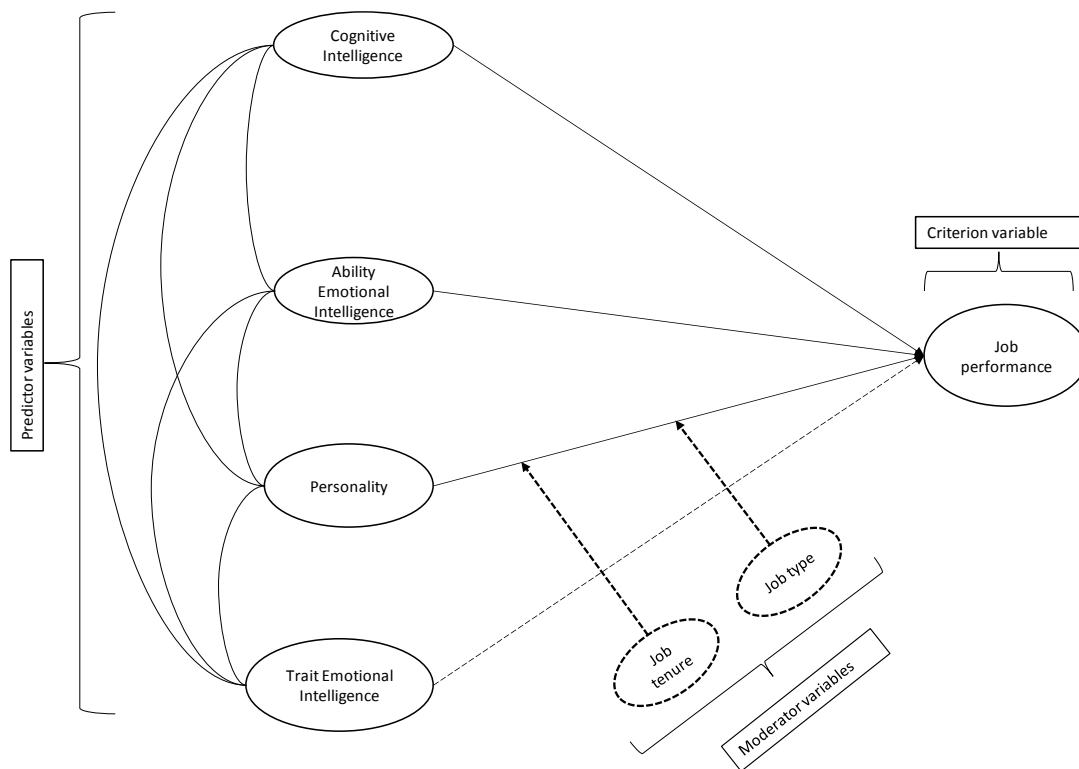 Cognitive
Intelligence
Ability
Emotional
Intelligence
Personality
Trait Emotional
Intelligence
Predictor variables
Criterion variable
Job
performance
Job type
Job
tenure
Moderator variables